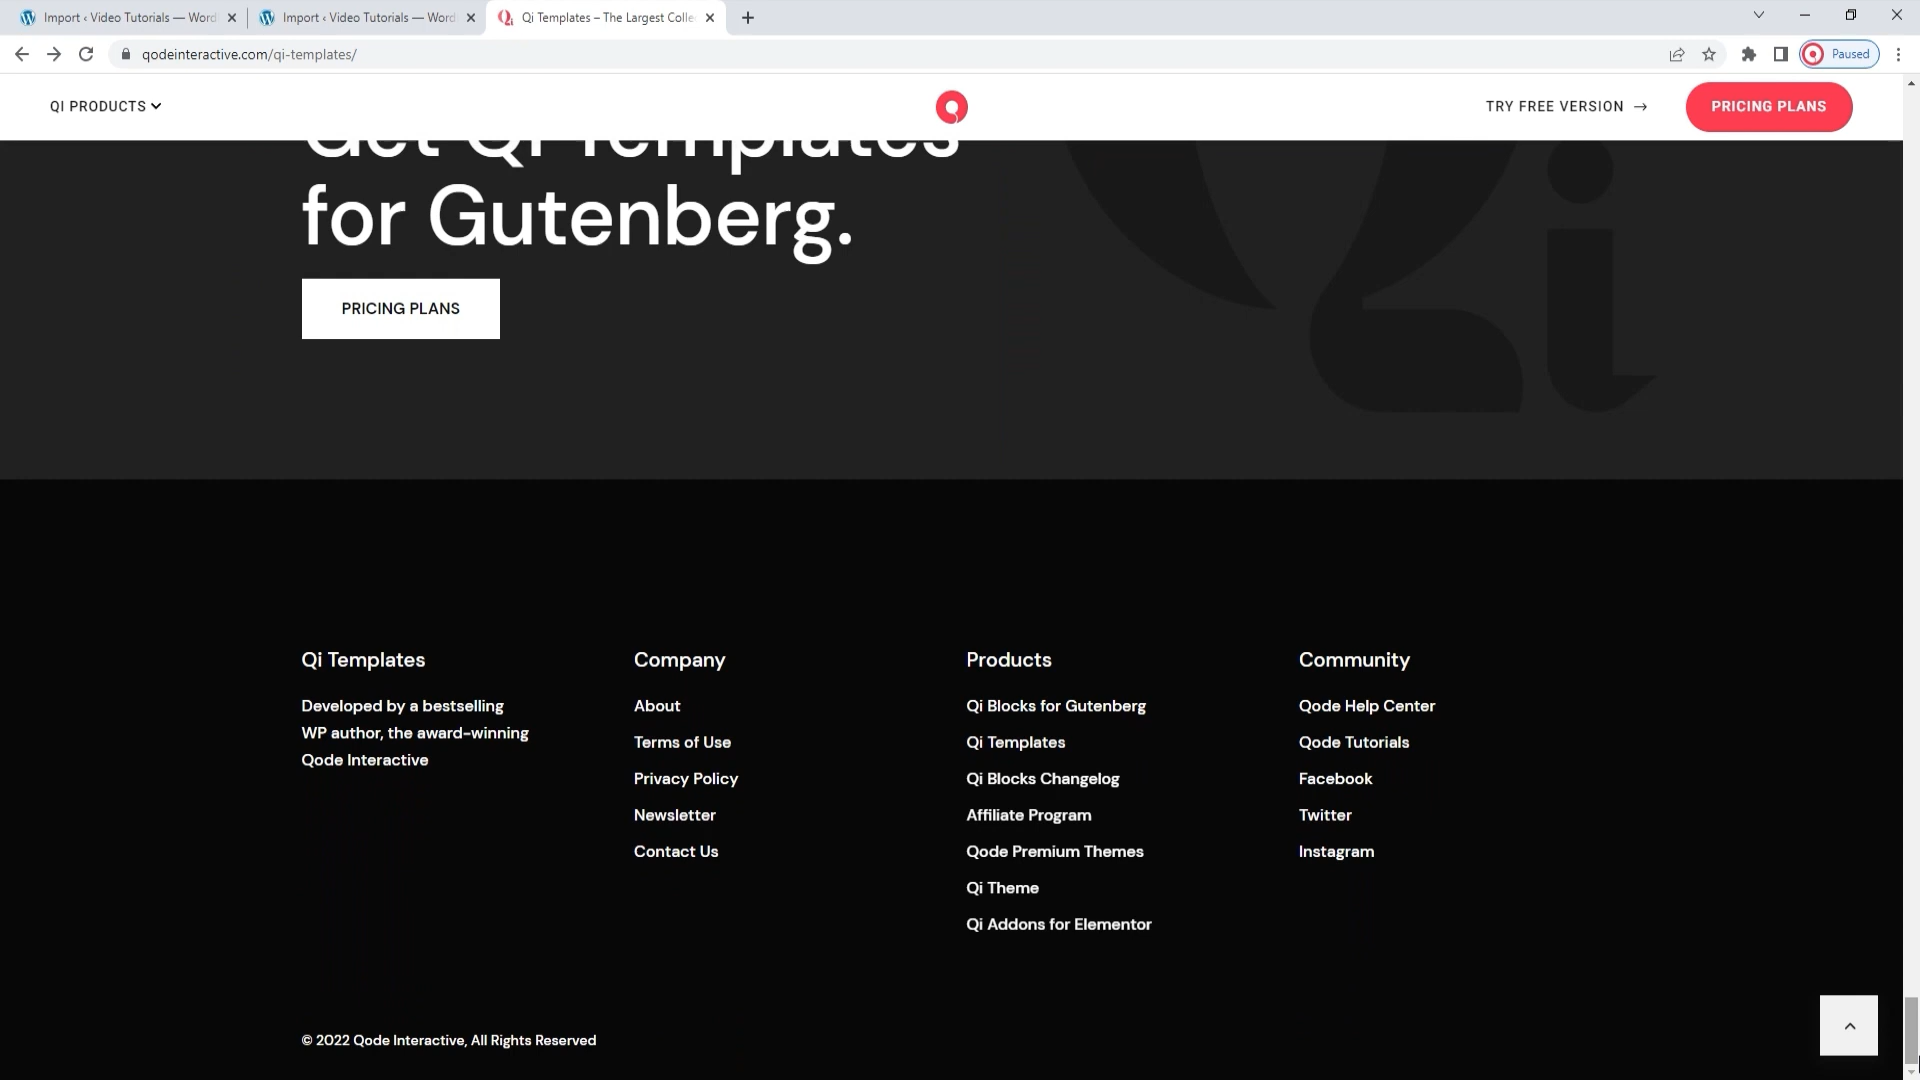 Import ‹ Video Tutorials — Word
Import ‹ Video Tutorials — Word
Qi Templates – The Largest Colle
qodeinteractive.com/qi-templates/
Paused
QI PRODUCTS
TRY FREE VERSION →
PRICING PLANS
Get Qi Templates
for Gutenberg.
Qi
PRICING PLANS
Qi Templates
Developed by a bestselling
WP author, the award-winning
Qode Interactive
Company
About
Terms of Use
Privacy Policy
Newsletter
Contact Us
Products
Qi Blocks for Gutenberg
Qi Templates
Qi Blocks Changelog
Affiliate Program
Qode Premium Themes
Qi Theme
Qi Addons for Elementor
Community
Qode Help Center
Qode Tutorials
Facebook
Twitter
Instagram
© 2022 Qode Interactive, All Rights Reserved